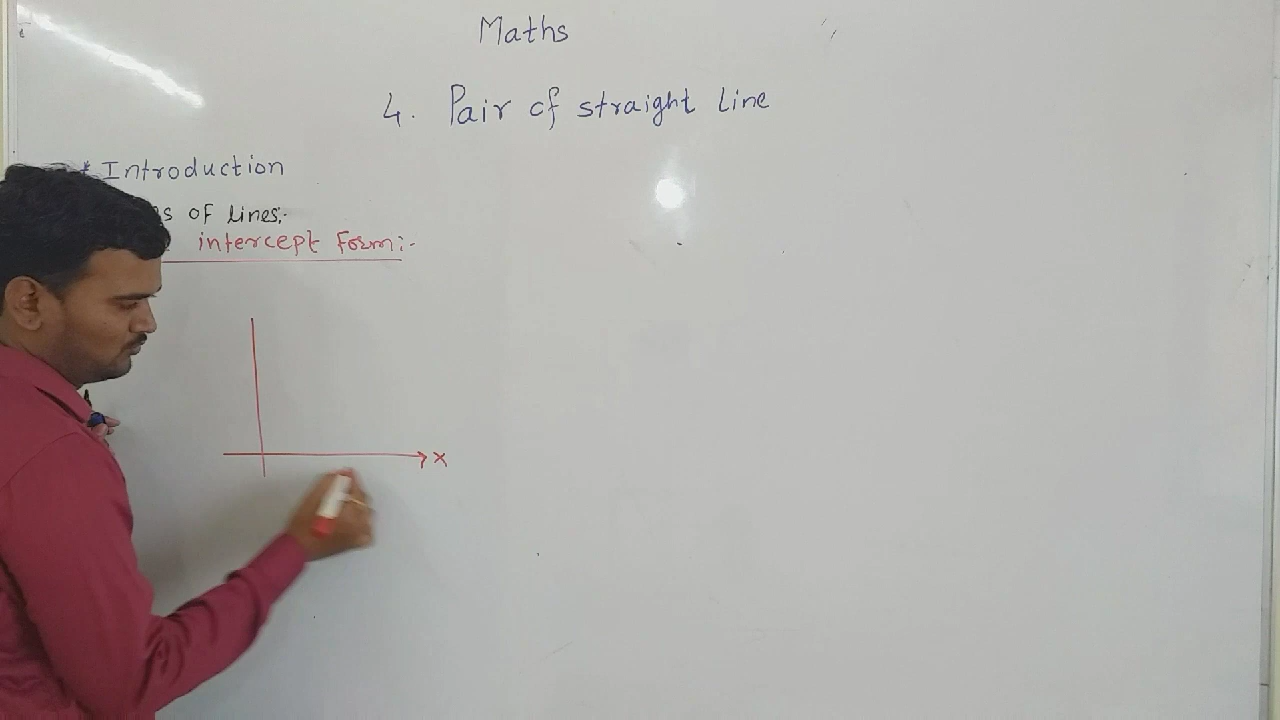 Maths
4. Pair of straight line
* Introduction
of lines:-
intercept form:-
X